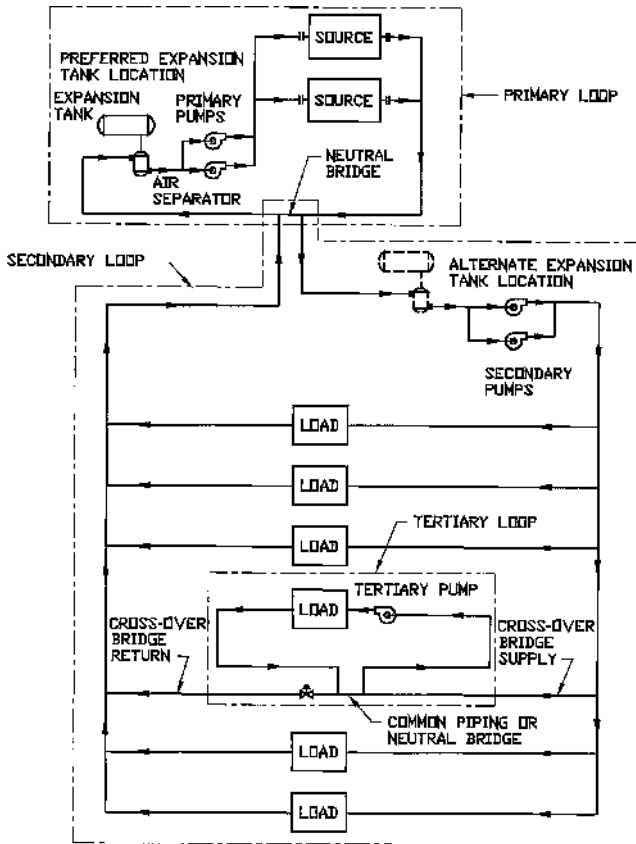 SOURCE
PREFERRED EXPANSION
TANK LOCATION
EXPANSION
TANK
PRIMARY
PUMPS
SOURCE
PRIMARY LOOP
NEUTRAL
BRIDGE
AIR
SEPARATOR
SECONDARY LOOP
ALTERNATE EXPANSION
TANK LOCATION
SECONDARY
PUMPS
LOAD
LOAD
TERTIARY LOOP
LOAD
TERTIARY PUMP
LOAD
CROSS-OVER
BRIDGE
RETURN
CROSS-OVER
BRIDGE
SUPPLY
COMMON PIPING OR
NEUTRAL BRIDGE
LOAD
LOAD